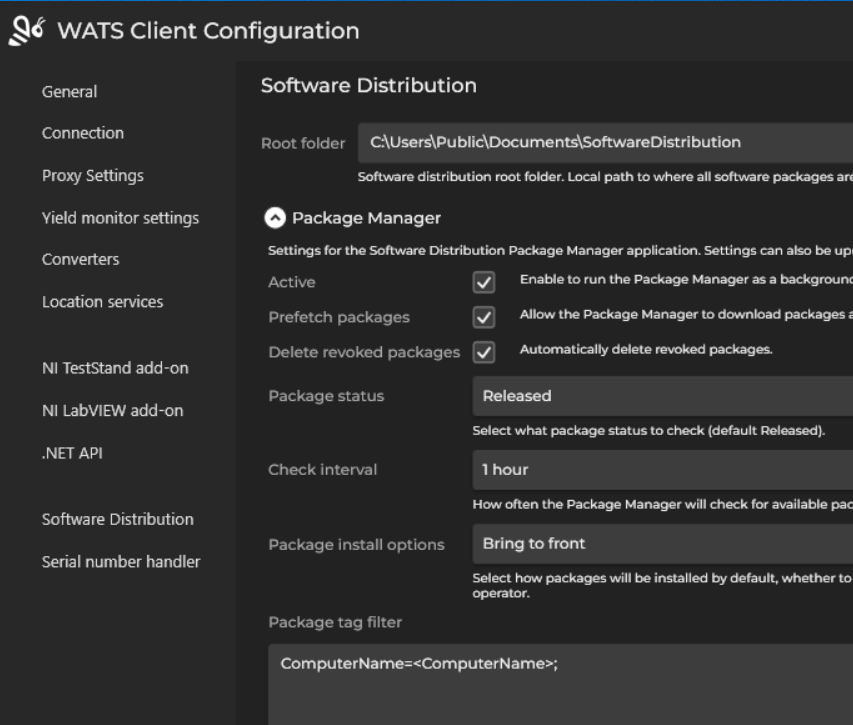 WATS Client Configuration
General
Connection
Proxy Settings
Yield monitor settings
Converters
Location services
NI TestStand add-on
NI LabVIEW add-on
.NET API
Software Distribution
Serial number handler
Software Distribution
Root folder C:\Users\Public\Documents\SoftwareDistribution
Software distribution root folder. Local path to where all software packages are
Package Manager
Settings for the Software Distribution Package Manager application. Settings can also be up
Active Enable to run the Package Manager as a background
Prefetch packages Allow the Package Manager to download packages a
Delete revoked packages Automatically delete revoked packages.
Package status Released
Select what package status to check (default Released).
Check interval 1 hour
How often the Package Manager will check for available pac
Package install options Bring to front
Select how packages will be installed by default, whether to
operator.
Package tag filter
ComputerName=<ComputerName>;